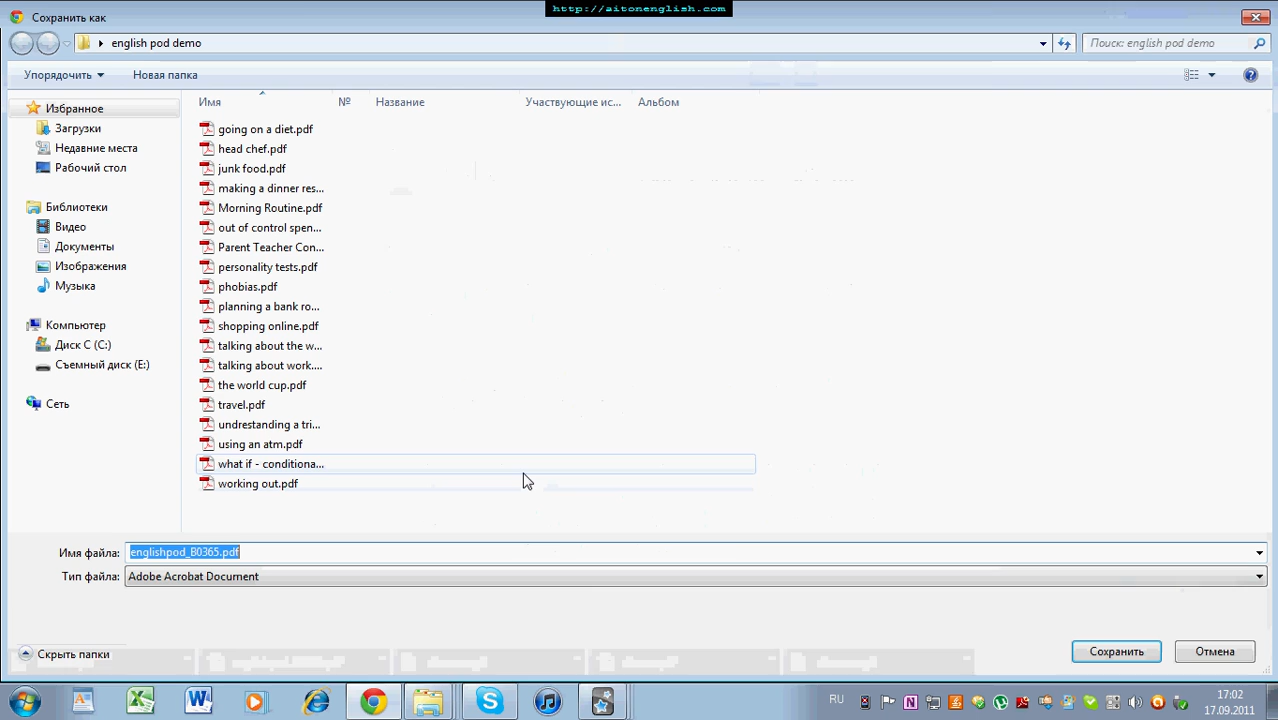 http://aitonenglish.com
Сохранить как
english pod demo
Поиск: english pod demo
Упорядочить
Новая папка
Имя
№
Название
Участвующие ис...
Альбом
Избранное
Загрузки
Недавние места
Рабочий стол
Библиотеки
Видео
Документы
Изображения
Музыка
Компьютер
Диск C (C:)
Съемный диск (E:)
Сеть
going on a diet.pdf
head chef.pdf
junk food.pdf
making a dinner res...
Morning Routine.pdf
out of control spen...
Parent Teacher Con...
personality tests.pdf
phobias.pdf
planning a bank ro...
shopping online.pdf
talking about the w...
talking about work....
the world cup.pdf
travel.pdf
undrestanding a tri...
using an atm.pdf
what if - conditiona...
working out.pdf
Имя файла: englishpod_B0365.pdf
Тип файла: Adobe Acrobat Document
Скрыть папки
Сохранить
Отмена
RU
17:02
17.09.2011